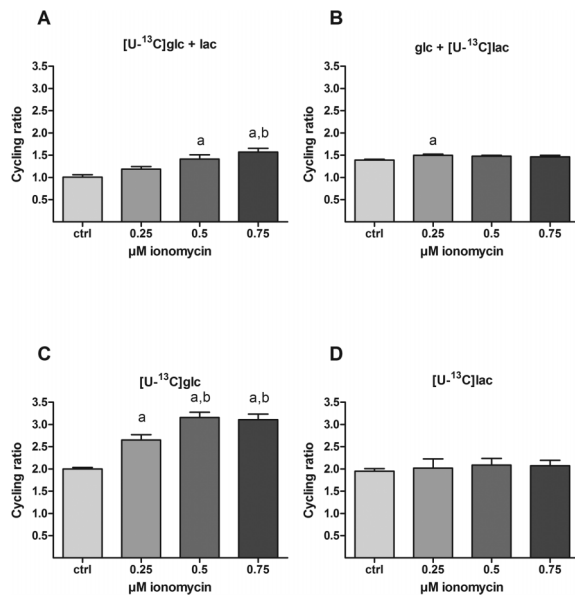 A
[U-¹³C]glc + lac
Cycling ratio
3.5
3.0
2.5
2.0
1.5
1.0
0.5
a
a,b
ctrl 0.25 0.5 0.75
µM ionomycin
B
glc + [U-¹³C]lac
Cycling ratio
3.5
3.0
2.5
2.0
1.5
1.0
0.5
a
ctrl 0.25 0.5 0.75
µM ionomycin
C
[U-¹³C]glc
Cycling ratio
3.5
3.0
2.5
2.0
1.5
1.0
0.5
a
a,b
a,b
ctrl 0.25 0.5 0.75
µM ionomycin
D
[U-¹³C]lac
Cycling ratio
3.5
3.0
2.5
2.0
1.5
1.0
0.5
ctrl 0.25 0.5 0.75
µM ionomycin